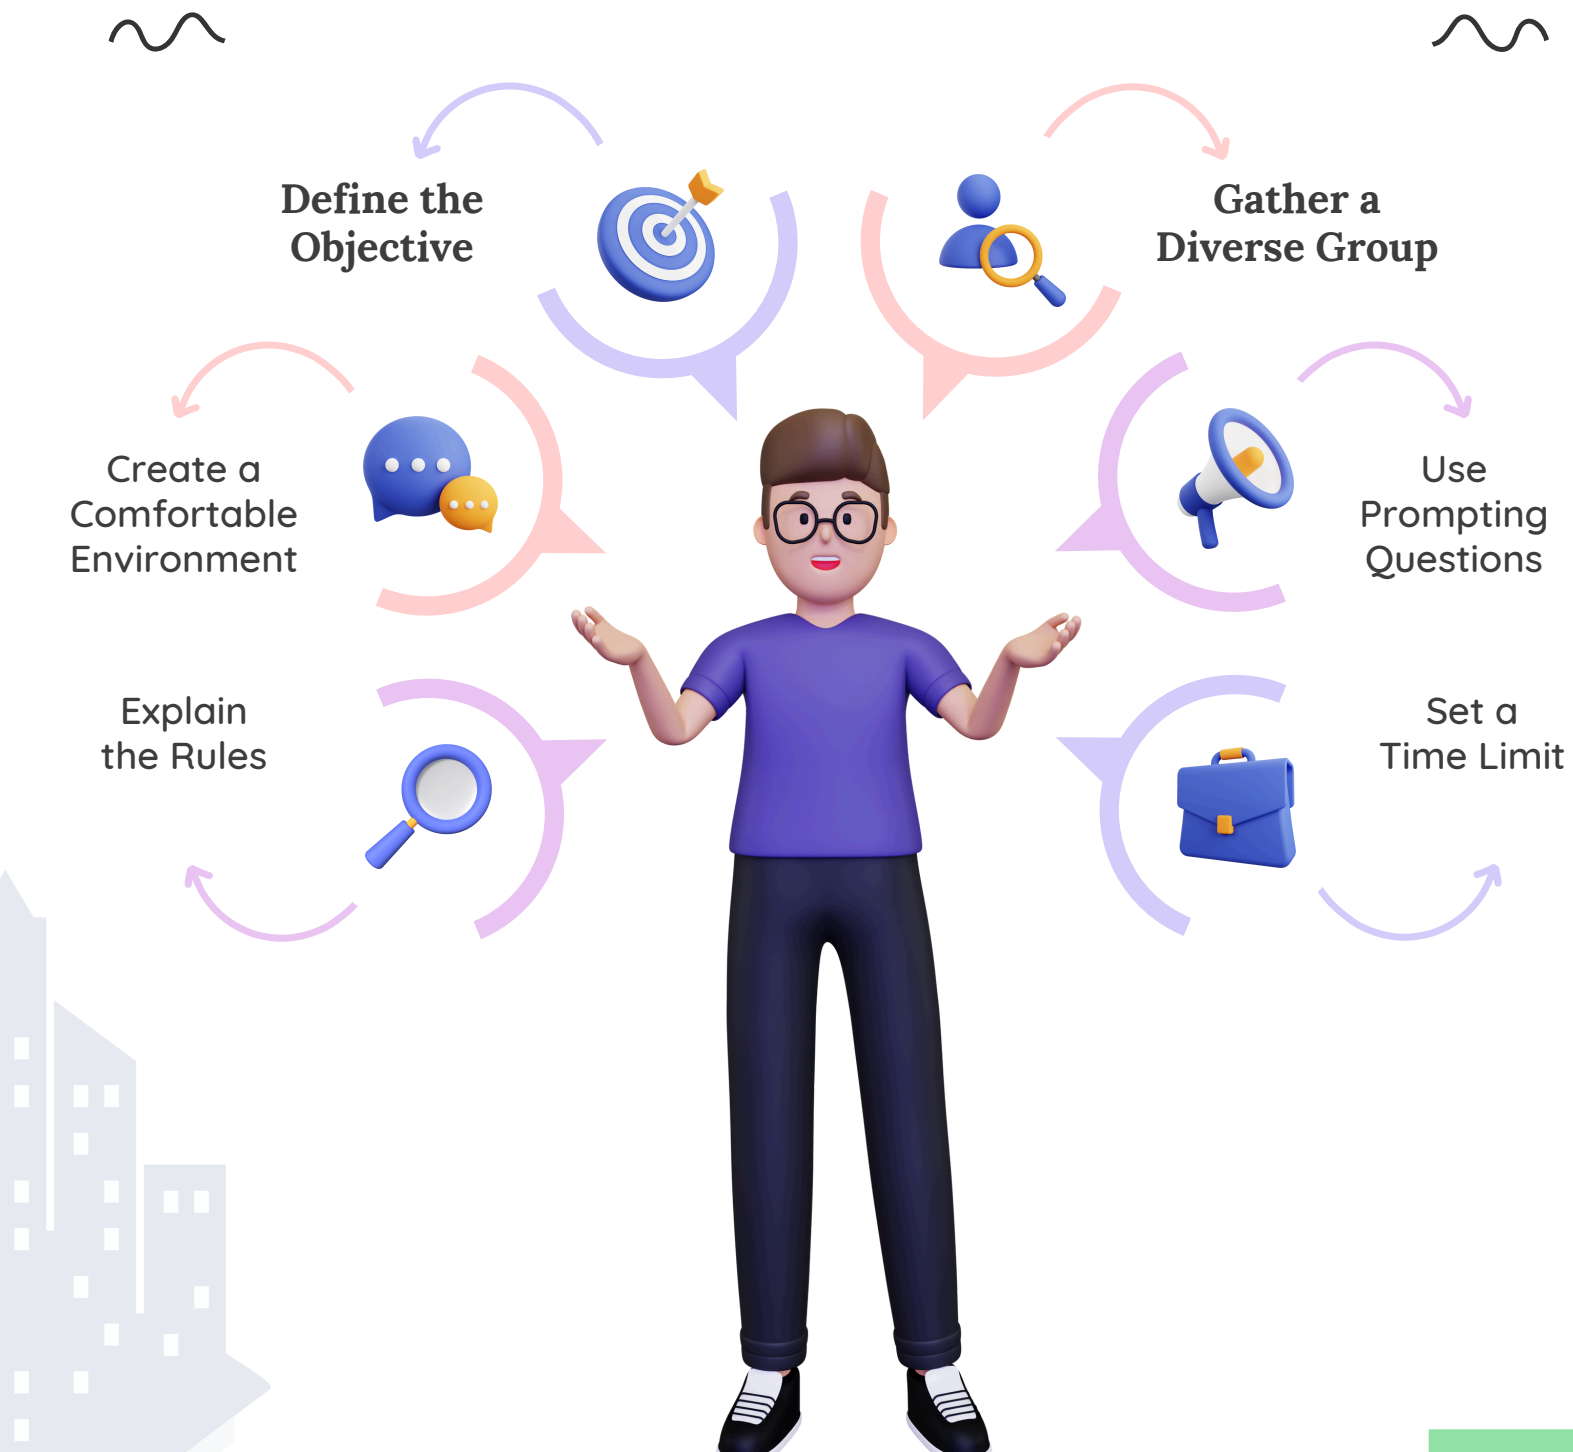 Define the
Objective
Gather a
Diverse Group
Create a
Comfortable
Environment
Use
Prompting
Questions
Explain
the Rules
Set a
Time Limit